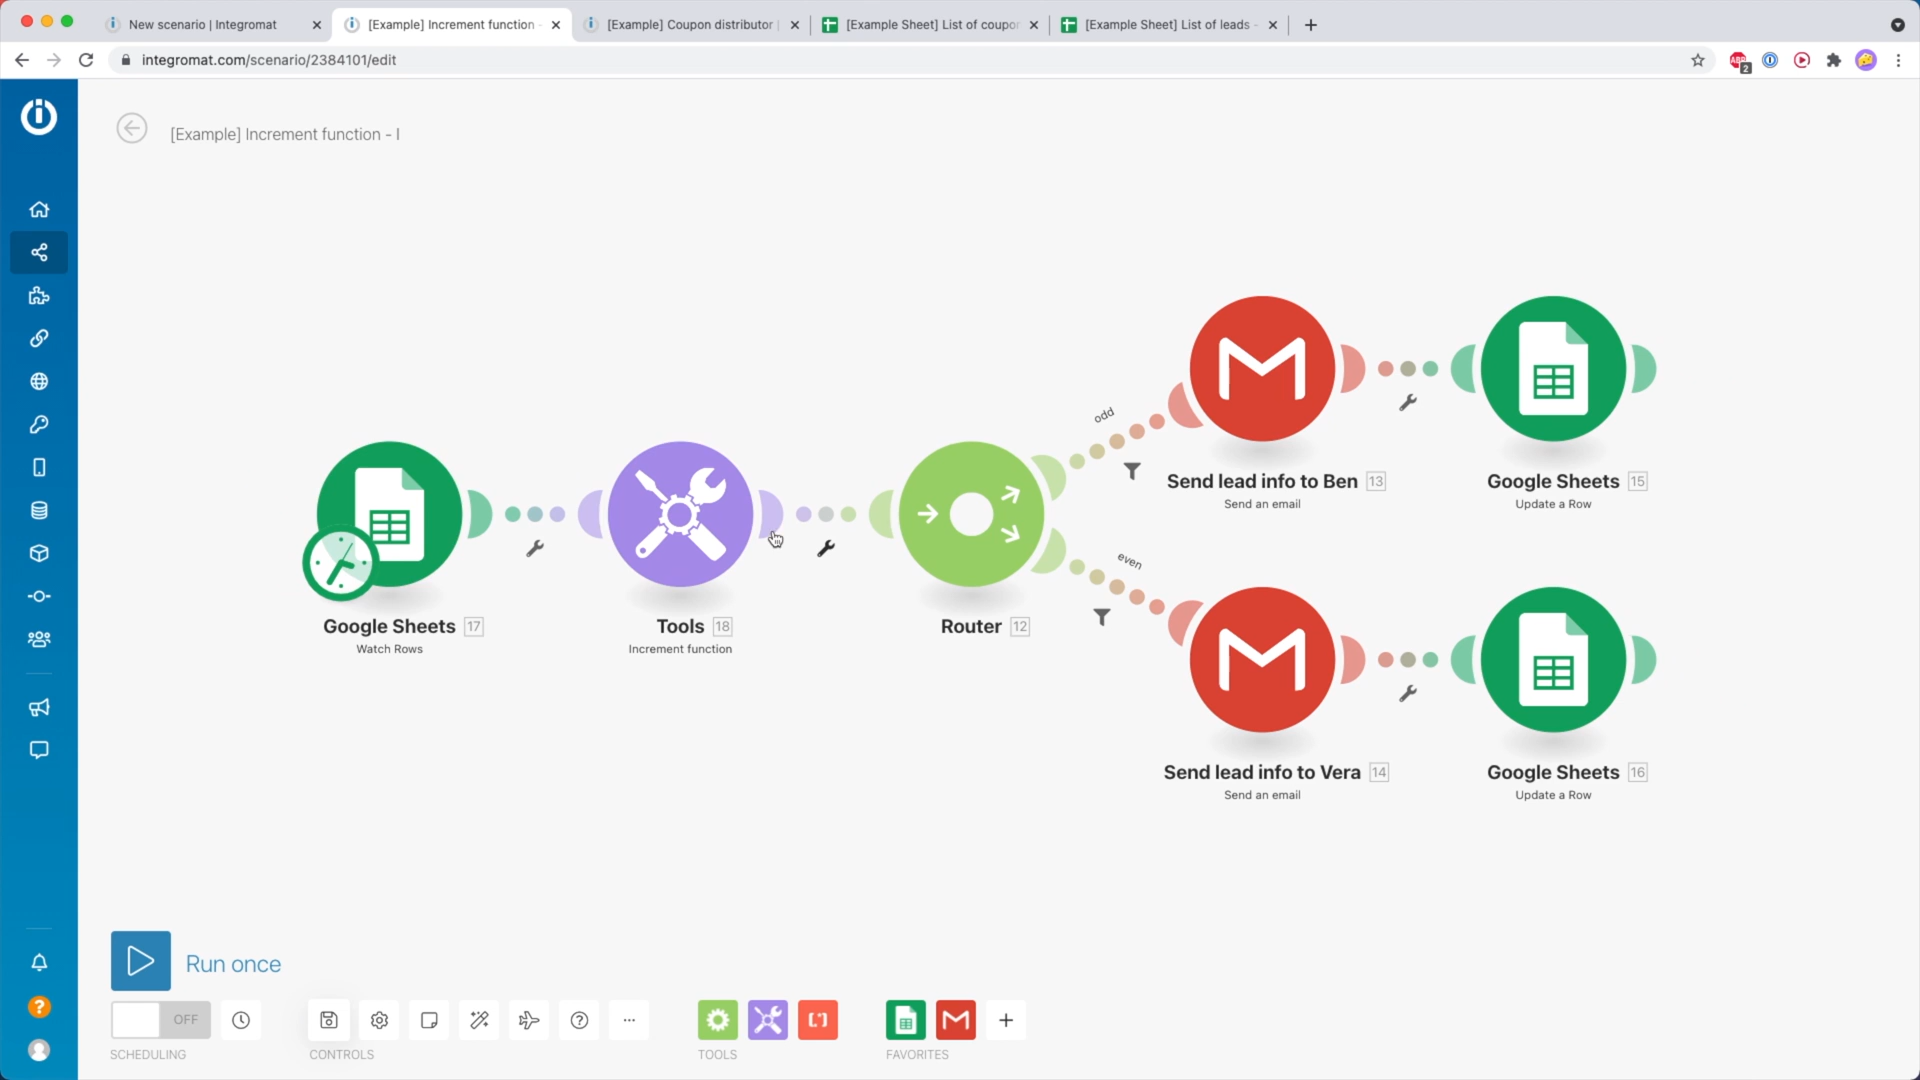 New scenario | Integromat
[Example] Increment function -
[Example] Coupon distributor |
[Example Sheet] List of coupon
[Example Sheet] List of leads -
integromat.com/scenario/2384101/edit
ABP
2
[Example] Increment function - I
odd
Send lead info to Ben 13
Send an email
Google Sheets 15
Update a Row
even
Google Sheets 17
Watch Rows
Tools 18
Increment function
Router 12
Send lead info to Vera 14
Send an email
Google Sheets 16
Update a Row
Run once
OFF
SCHEDULING
CONTROLS
TOOLS
FAVORITES